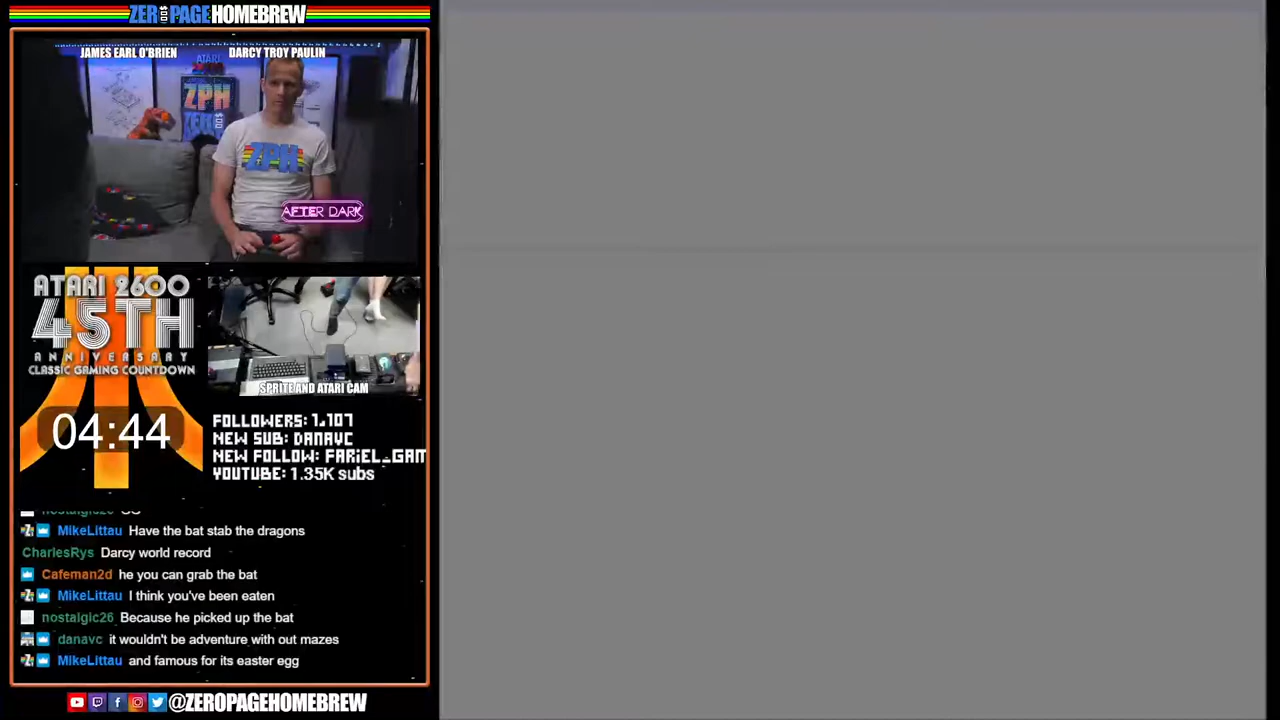 ZERO PAGE HOMEBREW
JAMES EARL O'BRIEN
DARCY TROY PAULIN
ATARI
ZPH
ZPH
AFTER DARK
ATARI 2600
45TH
ANNIVERSARY
CLASSIC GAMING COUNTDOWN
04:44
SPRITE AND ATARI CAM
FOLLOWERS: 1,107
NEW SUB: DANAVC
NEW FOLLOW: FARIEL_GAM
YOUTUBE: 1.35K subs
MikeLittau Have the bat stab the dragons
CharlesRys Darcy world record
Cafeman2d he you can grab the bat
MikeLittau I think you've been eaten
nostalgic26 Because he picked up the bat
danavc it wouldn't be adventure with out mazes
MikeLittau and famous for its easter egg
@ZEROPAGEHOMEBREW